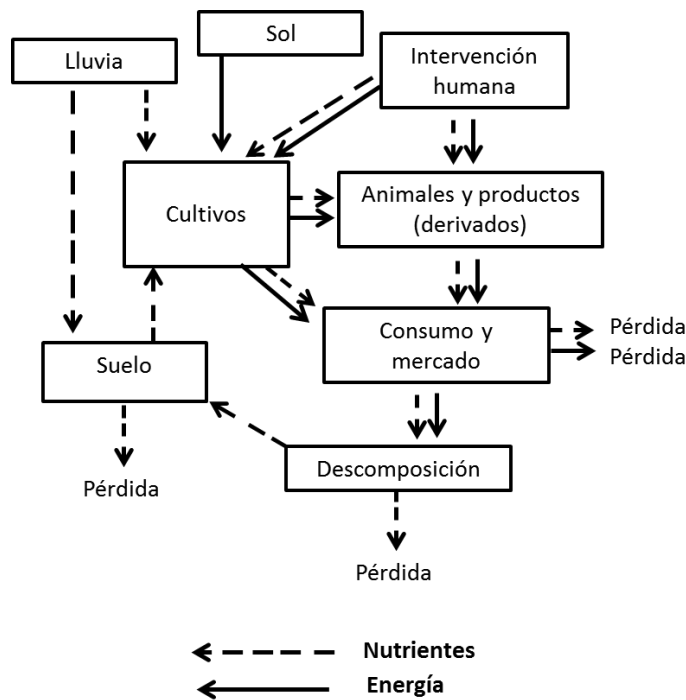 Sol
Lluvia
Intervención
humana
Cultivos
Animales y productos
(derivados)
Consumo y
mercado
Pérdida
Pérdida
Suelo
Descomposición
Pérdida
Pérdida
Nutrientes
Energía